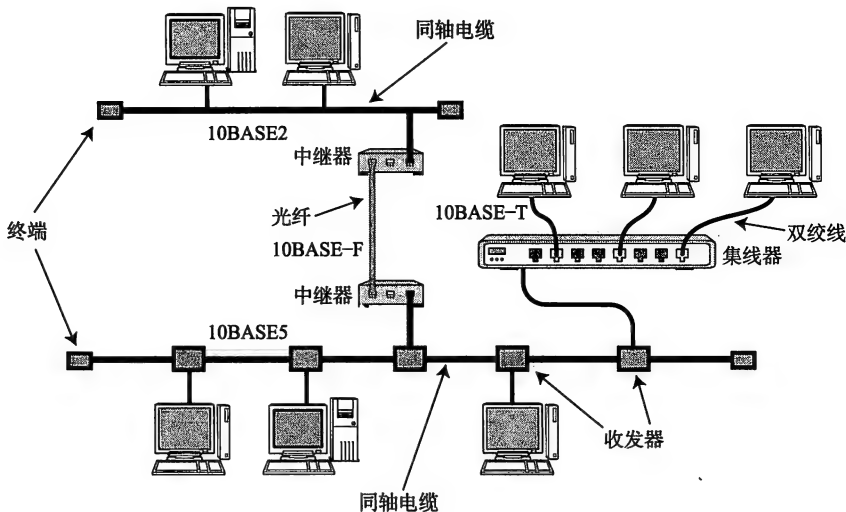 同轴电缆
10BASE2
中继器
光纤
10BASE-T
双绞线
终端
10BASE-F
集线器
中继器
10BASE5
收发器
同轴电缆